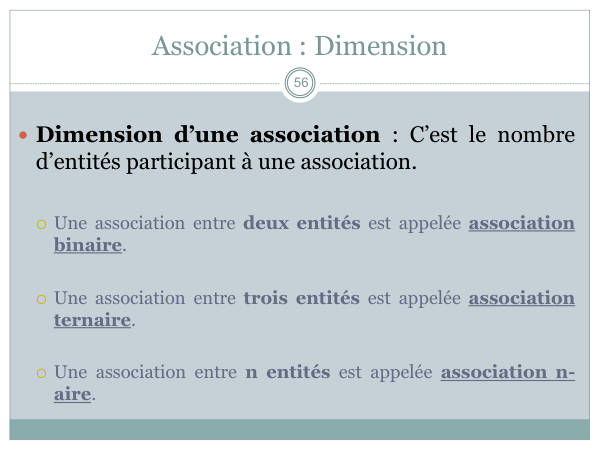 Association : Dimension
56
Dimension d’une association : C’est le nombre
d’entités participant à une association.
Une association entre deux entités est appelée association
binaire.
Une association entre trois entités est appelée association
ternaire.
Une association entre n entités est appelée association n-
aire.